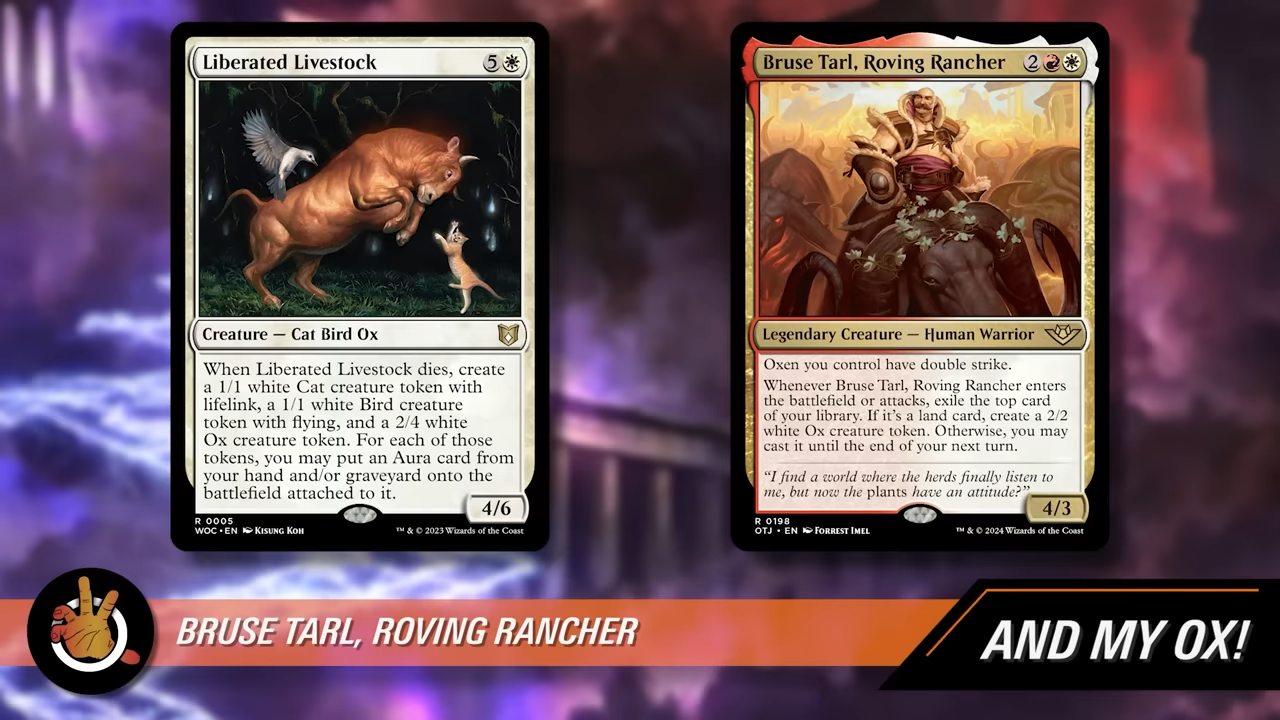 Liberated Livestock 5
Creature — Cat Bird Ox
When Liberated Livestock dies, create
a 1/1 white Cat creature token with
lifelink, a 1/1 white Bird creature
token with flying, and a 2/4 white
Ox creature token. For each of those
tokens, you may put an Aura card from
your hand and/or graveyard onto the
battlefield attached to it.
4/6
R 0005
WOC • EN Kisung Koh
™ & © 2023 Wizards of the Coast
Bruse Tarl, Roving Rancher 2
Legendary Creature — Human Warrior
Oxen you control have double strike.
Whenever Bruse Tarl, Roving Rancher enters
the battlefield or attacks, exile the top card
of your library. If it's a land card, create a 2/2
white Ox creature token. Otherwise, you may
cast it until the end of your next turn.
“I find a world where the herds finally listen to
me, but now the plants have an attitude?”
4/3
R 0198
OTJ • EN Forrest Imel
™ & © 2024 Wizards of the Coast
BRUSE TARL, ROVING RANCHER
AND MY OX!